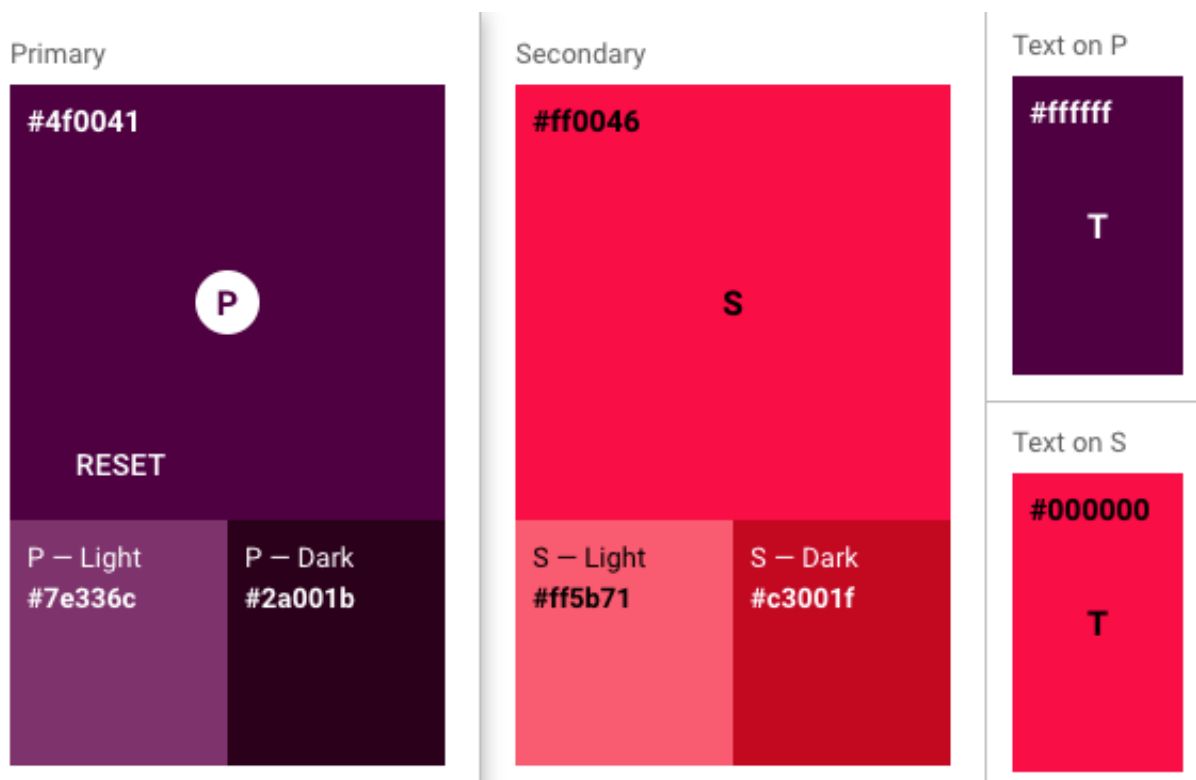 Primary
#4f0041
P
RESET
P — Light
#7e336c
P — Dark
#2a001b
Secondary
#ff0046
S
S — Light
#ff5b71
S — Dark
#c3001f
Text on P
#ffffff
T
Text on S
#000000
T